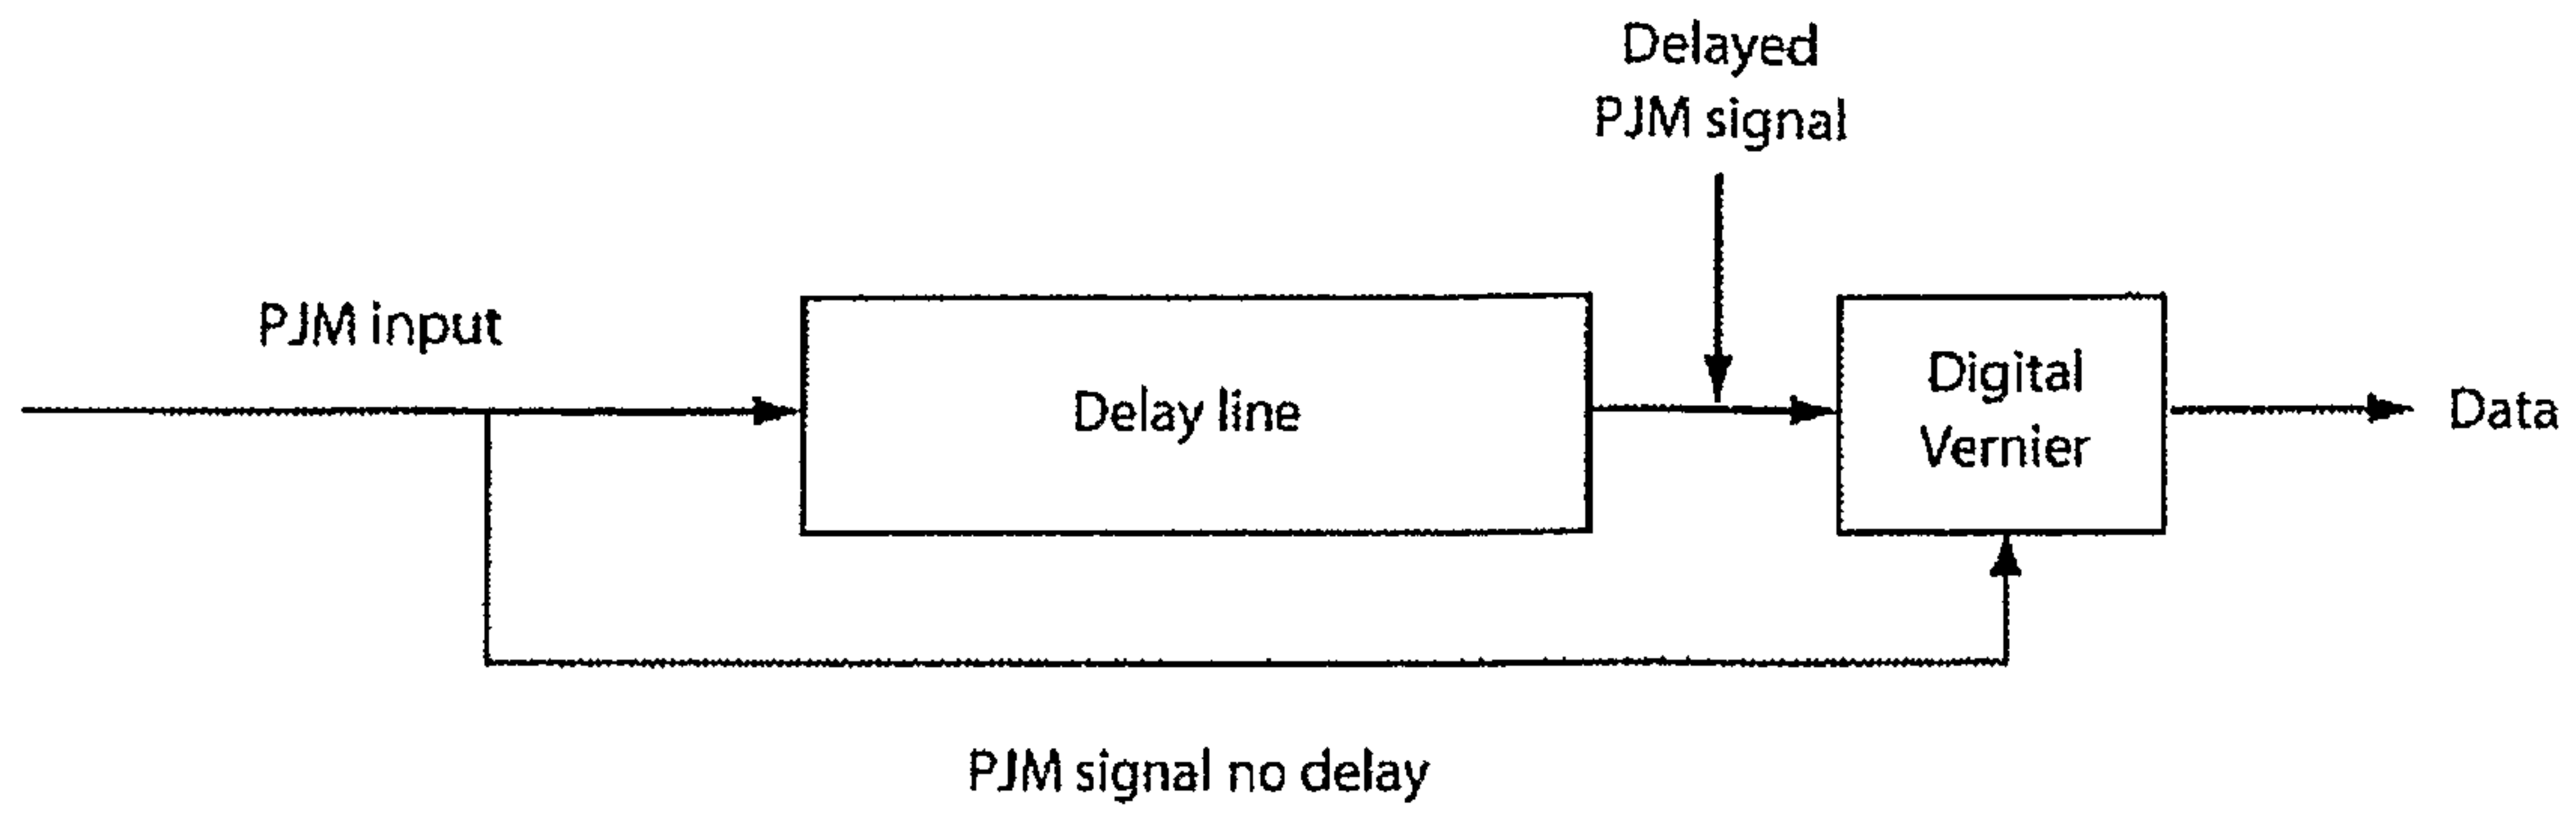 Delayed
PJM signal
PJM input
Delay line
Digital
Vernier
Data
PJM signal no delay